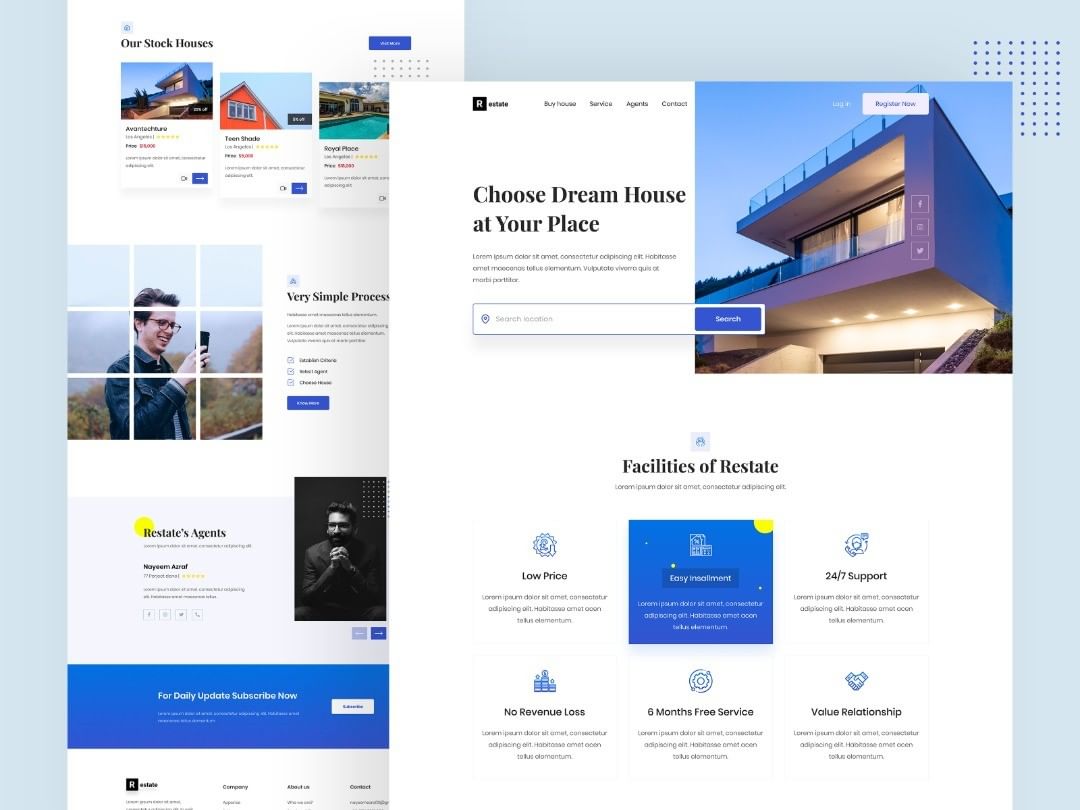 Our Stock Houses
Visit More
20% off
Avantechture
Los Angeles |
Price $15,000
Lorem ipsum dolor sit amet, consectetur
adipiscing elit.
5% off
Teen Shade
Los Angeles |
Price $5,000
Lorem ipsum dolor sit amet, consectetur
adipiscing elit.
Royal Place
Los Angeles |
Price $15,000
Lorem ipsum dolor sit amet, con
adipiscing elit.
Very Simple Process
Habitasse amet maecenas tellus elementum.
Lorem ipsum dolor sit amet, consectetur adipiscing
elit. Habitasse amet maecenas tellus elementum.
Vulputate viverra quis at morbi porttitor.
Establish Criteria
Select Agent
Choose House
Know More
Restate's Agents
Lorem ipsum dolor sit amet, consectetur adipiscing elit.
Nayeem Azraf
77 Porject done |
Lorem ipsum dolor sit amet, consectetur adipiscing
elit. Habitasse amet maecenas tellus.
For Daily Update Subscribe Now
Lorem ipsum dolor sit amet, consectetur adipiscing elit. Habitasse amet
maecenas tellus elementum.
Subscribe
R estate
Lorem ipsum dolor sit amet,
Company
Apperzo
About us
Who we are?
Contact
R estate
Buy house
Service
Agents
Contact
Log in
Register Now
Choose Dream House
at Your Place
Lorem ipsum dolor sit amet, consectetur adipiscing elit. Habitasse
amet maecenas tellus elementum. Vulputate viverra quis at
morbi porttitor.
Search location
Search
Facilities of Restate
Lorem ipsum dolor sit amet, consectetur adipiscing elit.
Low Price
Lorem ipsum dolor sit amet, consectetur
adipiscing elit. Habitasse amet acen
tellus elementum.
Easy Insallment
Lorem ipsum dolor sit amet, consectetur
adipiscing elit. Habitasse amet acen
tellus elementum.
24/7 Support
Lorem ipsum dolor sit amet, consectetur
adipiscing elit. Habitasse amet acen
tellus elementum.
No Revenue Loss
Lorem ipsum dolor sit amet, consectetur
adipiscing elit. Habitasse amet acen
tellus elementum.
6 Months Free Service
Lorem ipsum dolor sit amet, consectetur
adipiscing elit. Habitasse amet acen
tellus elementum.
Value Relationship
Lorem ipsum dolor sit amet, consectetur
adipiscing elit. Habitasse amet acen
tellus elementum.